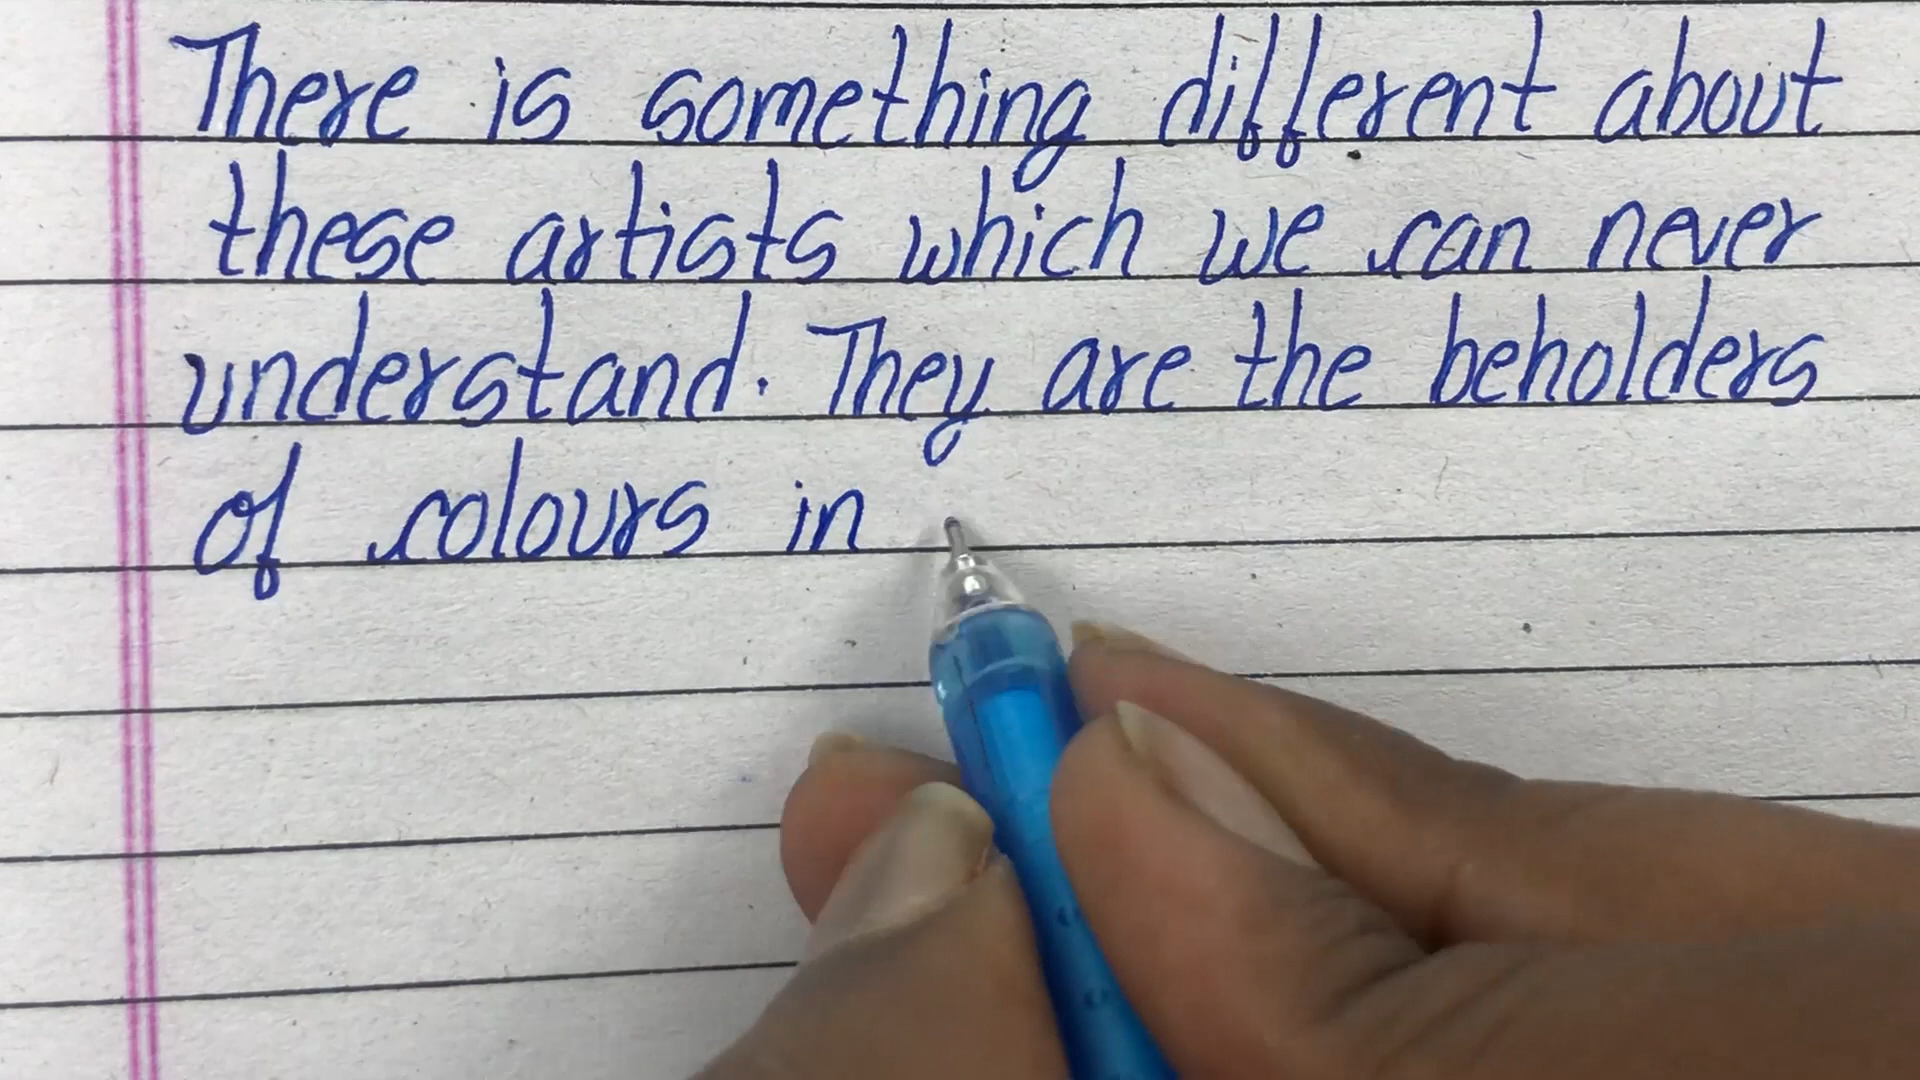 There is something different about
these artists which we can never
understand. They are the beholders
of colours in